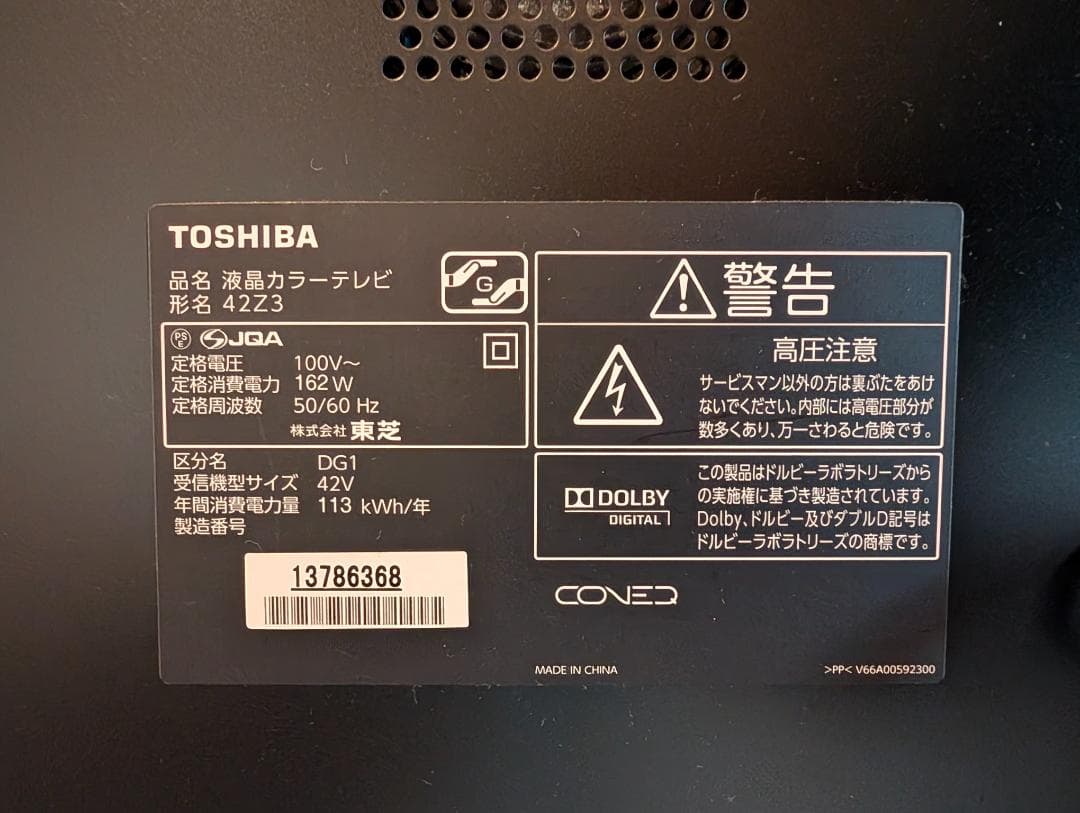 TOSHIBA
品名 液晶カラーテレビ
形名 42Z3
G
PS
E
JQA
定格電圧 100V～
定格消費電力 162 W
定格周波数 50/60 Hz
株式会社 東芝
区分名 DG1
受信機型サイズ 42V
年間消費電力量 113 kWh/年
製造番号
13786368
警告
高圧注意
サービスマン以外の方は裏ぶたをあけ
ないでください。内部には高電圧部分が
数多くあり、万一さわると危険です。
DOLBY
DIGITAL
この製品はドルビーラボラトリーズから
の実施権に基づき製造されています。
Dolby、ドルビー及びダブルD記号は
ドルビーラボラトリーズの商標です。
CONEQ
MADE IN CHINA
>PP< V66A00592300